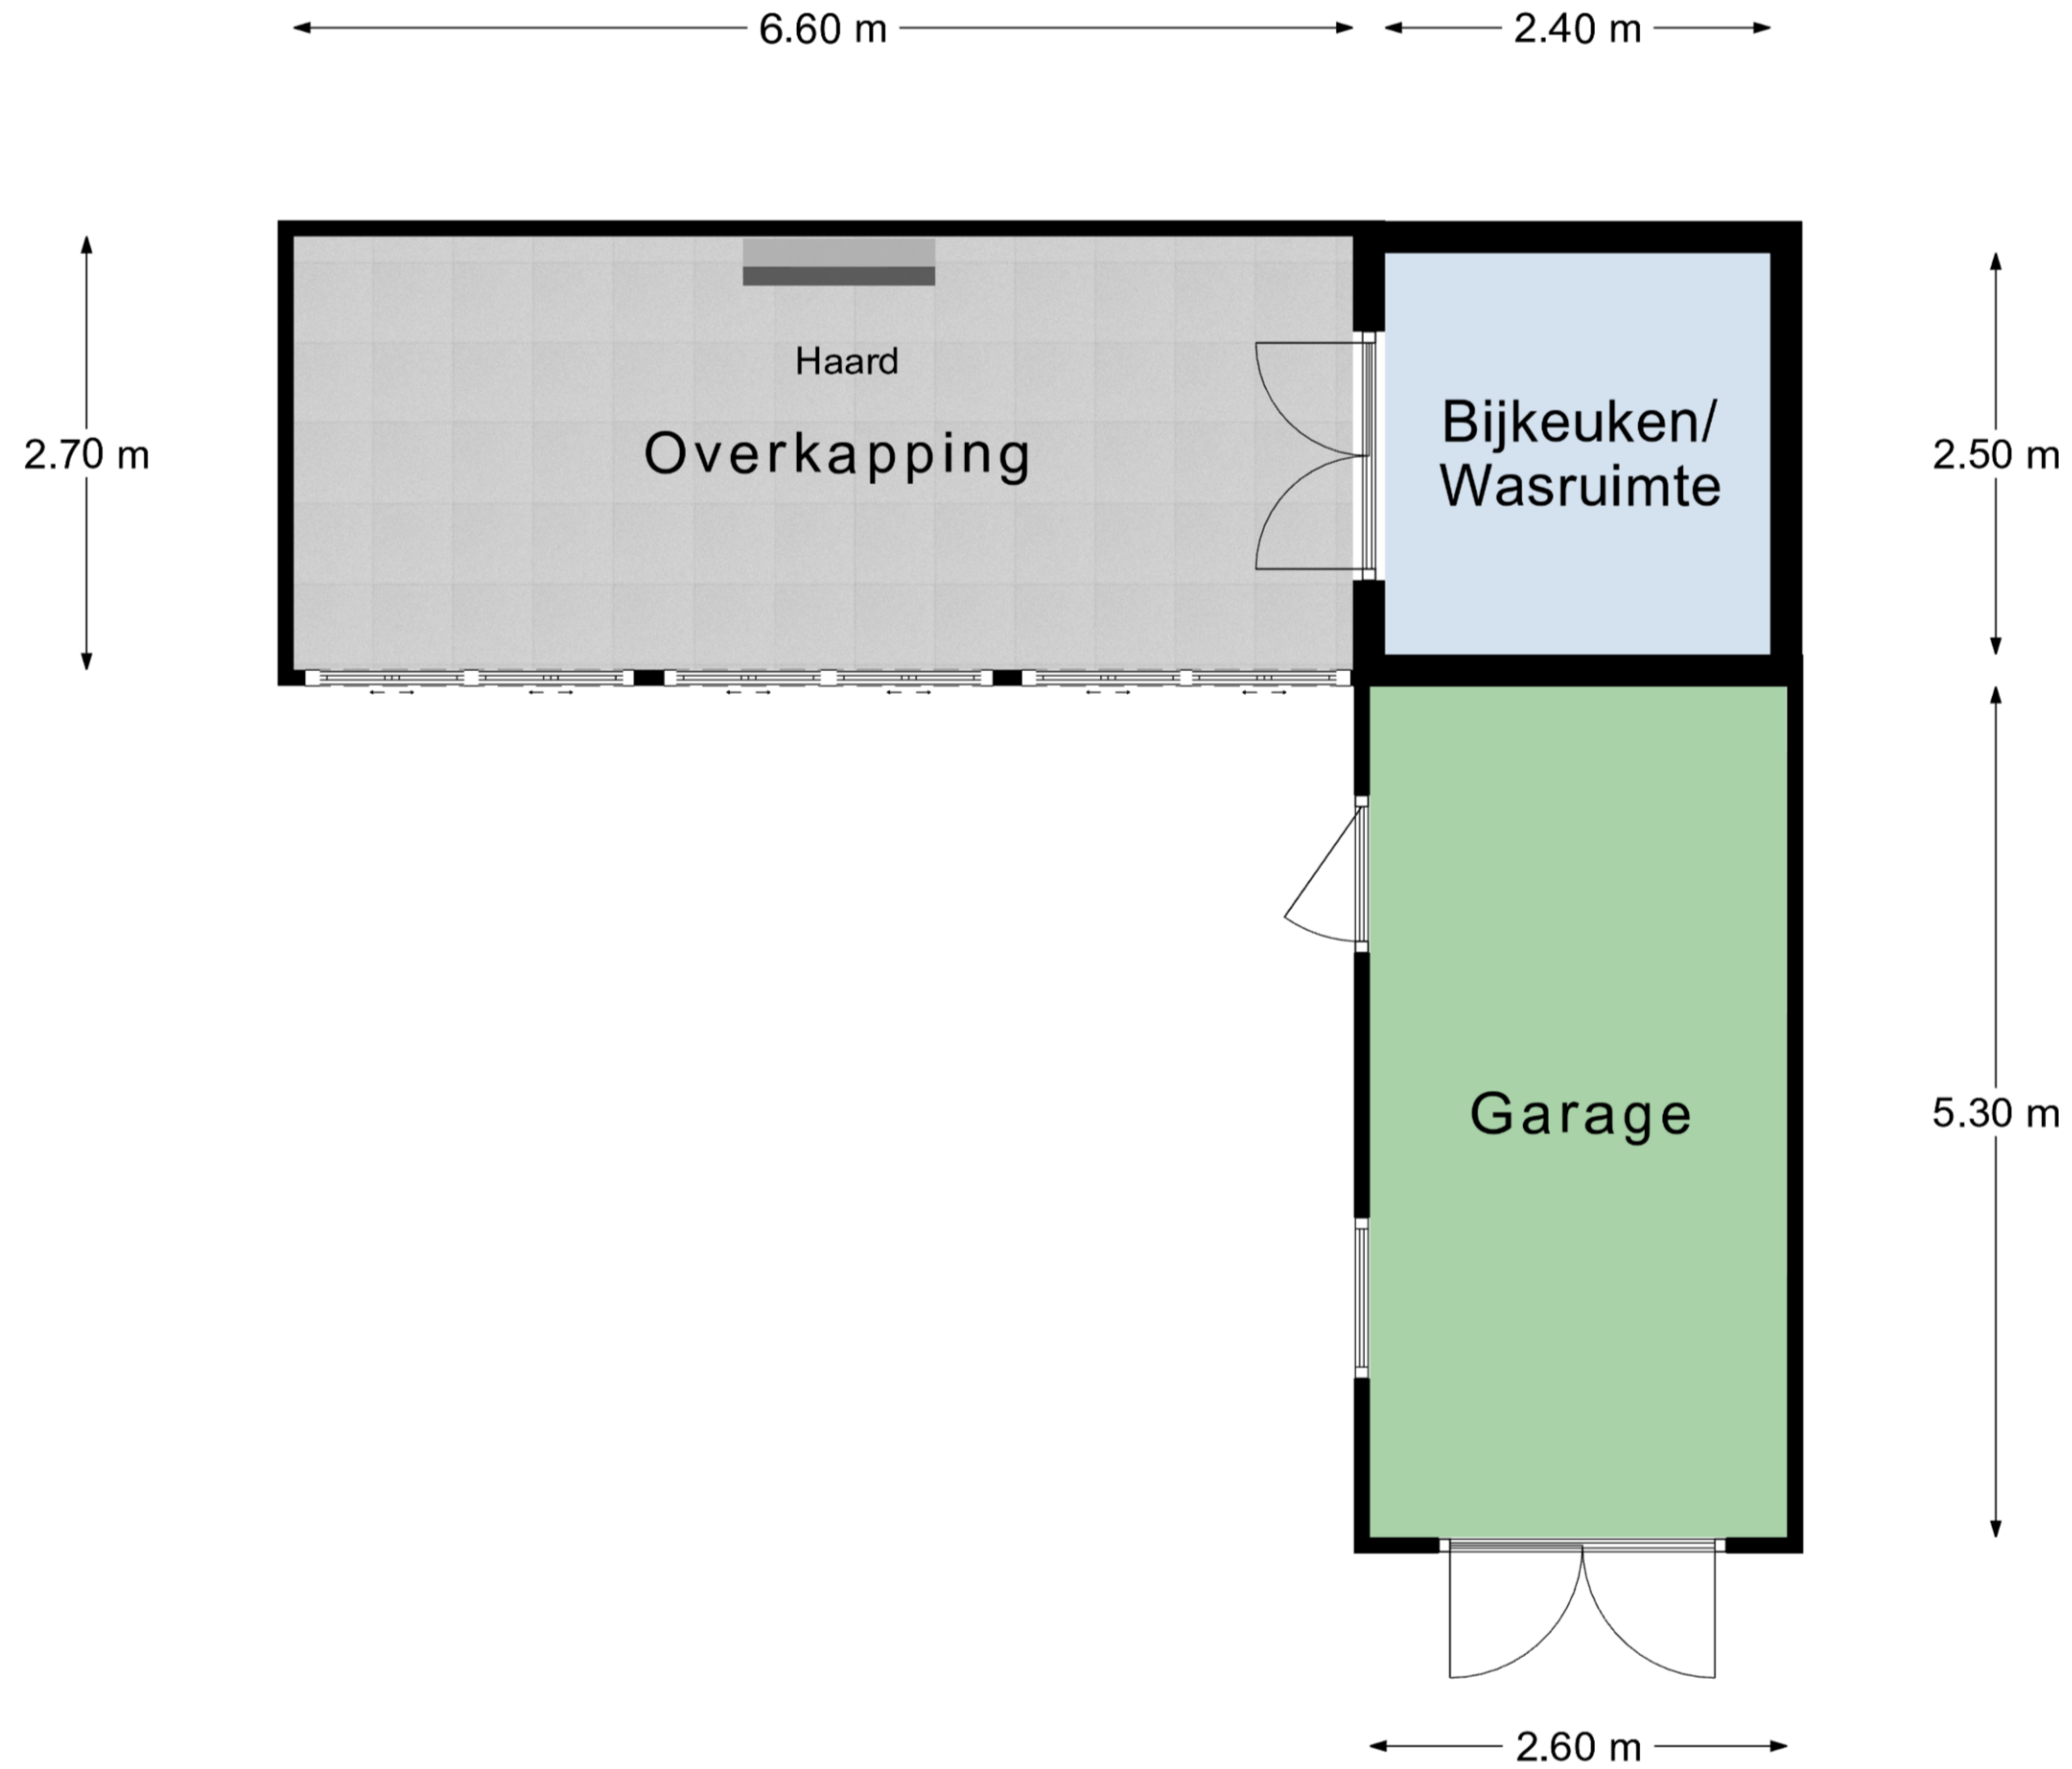 6.60 m
2.40 m
Haard
2.70 m
Overkapping
Bijkeuken/
Wasruimte
2.50 m
Garage
5.30 m
2.60 m